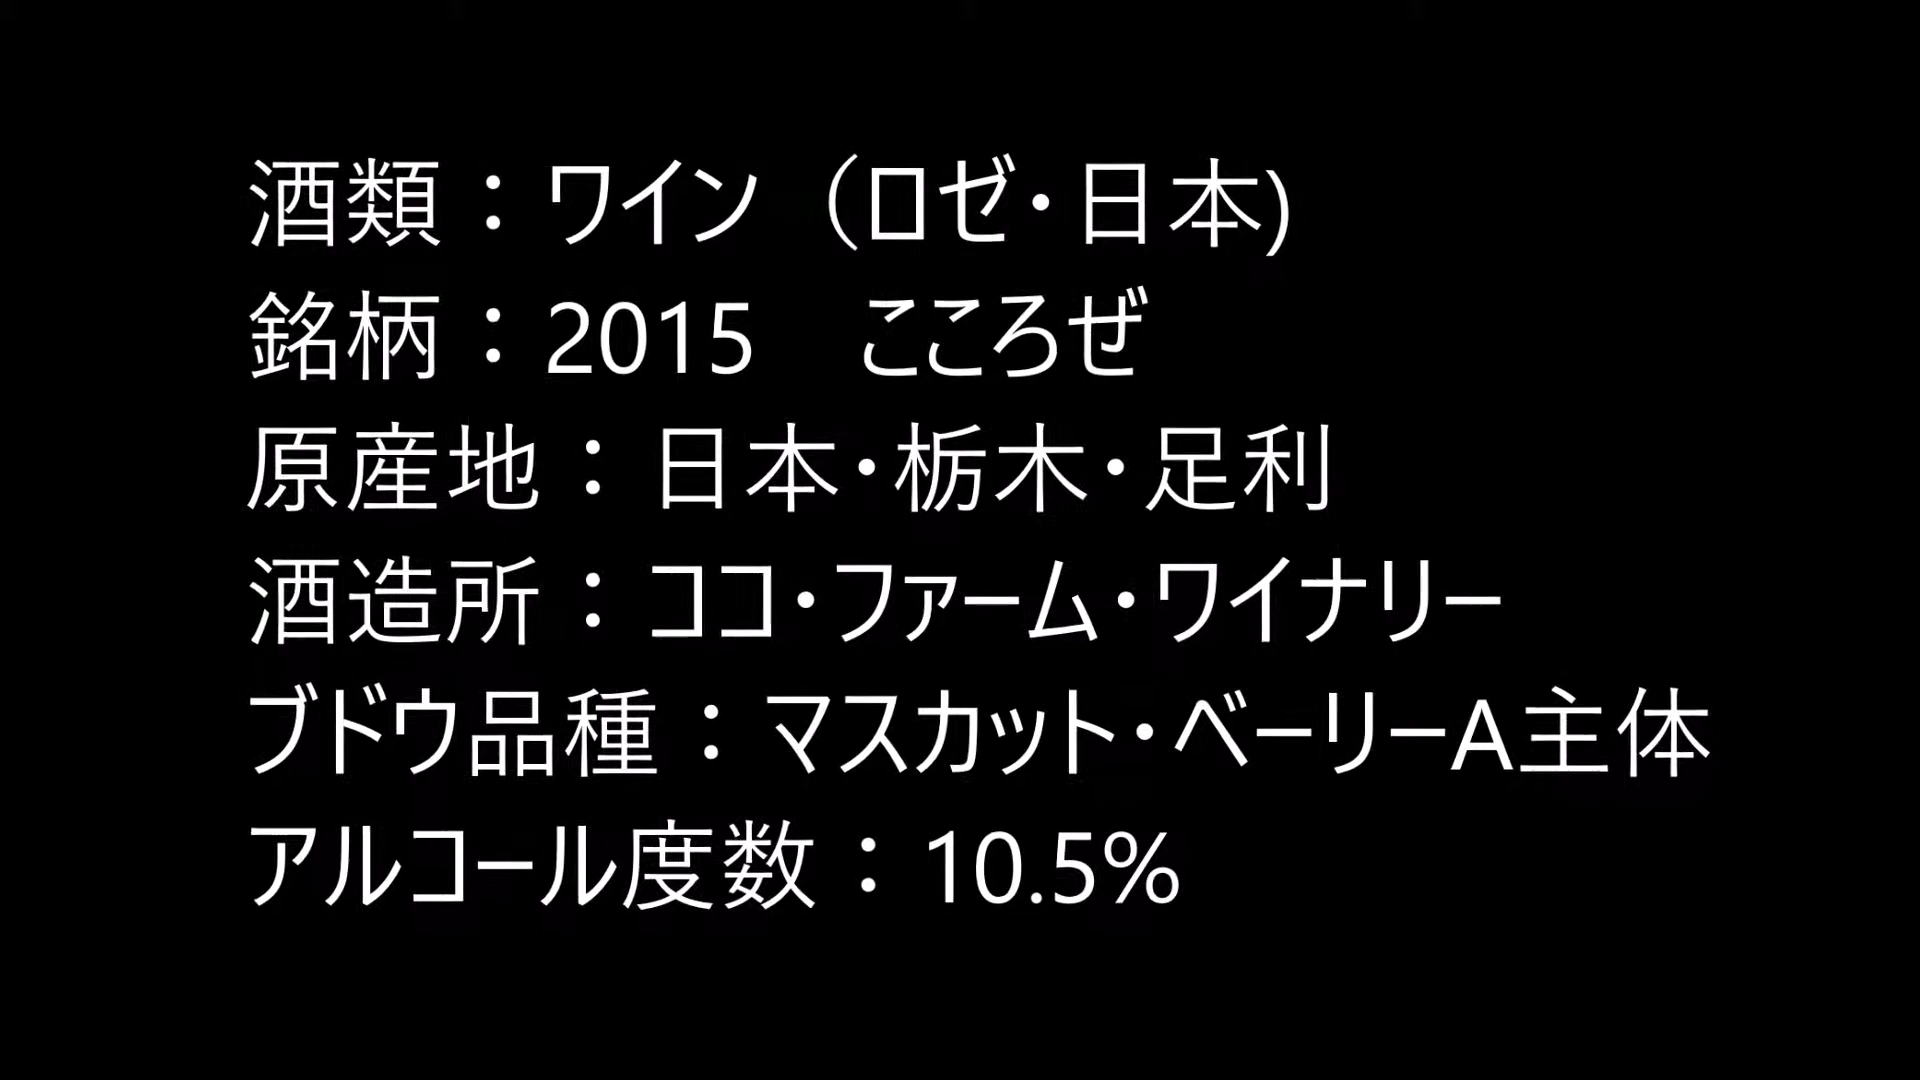 酒類：ワイン（ロゼ・日本)
銘柄：2015　こころぜ
原産地：日本・栃木・足利
酒造所：ココ・ファーム・ワイナリー
ブドウ品種：マスカット・ベーリーA主体
アルコール度数：10.5%